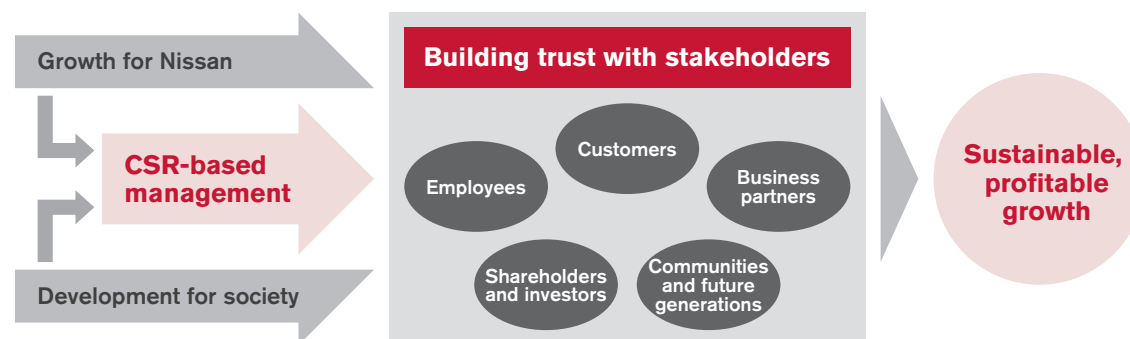 Growth for Nissan
CSR-based
management
Development for society
Building trust with stakeholders
Customers
Employees
Business
partners
Shareholders
and investors
Communities
and future
generations
Sustainable,
profitable
growth